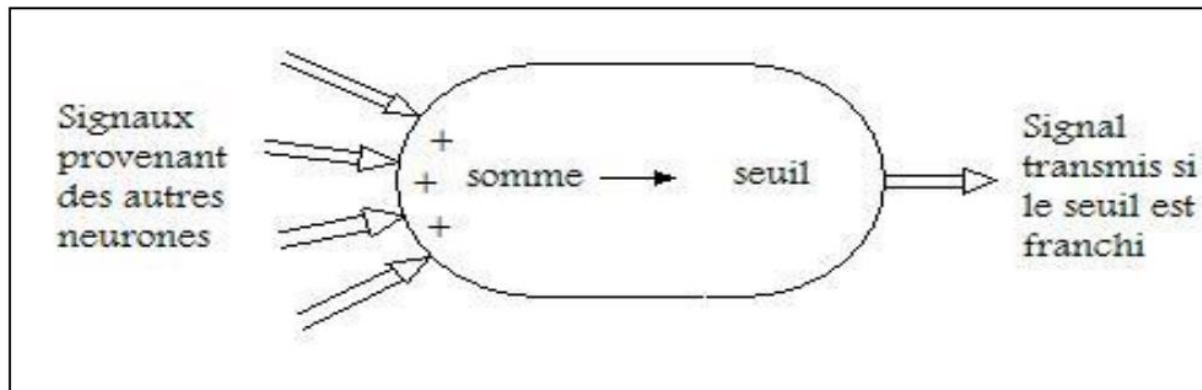 Signaux
provenant
des autres
neurones
+
+
+
somme
seuil
Signal
transmis si
le seuil est
franchi